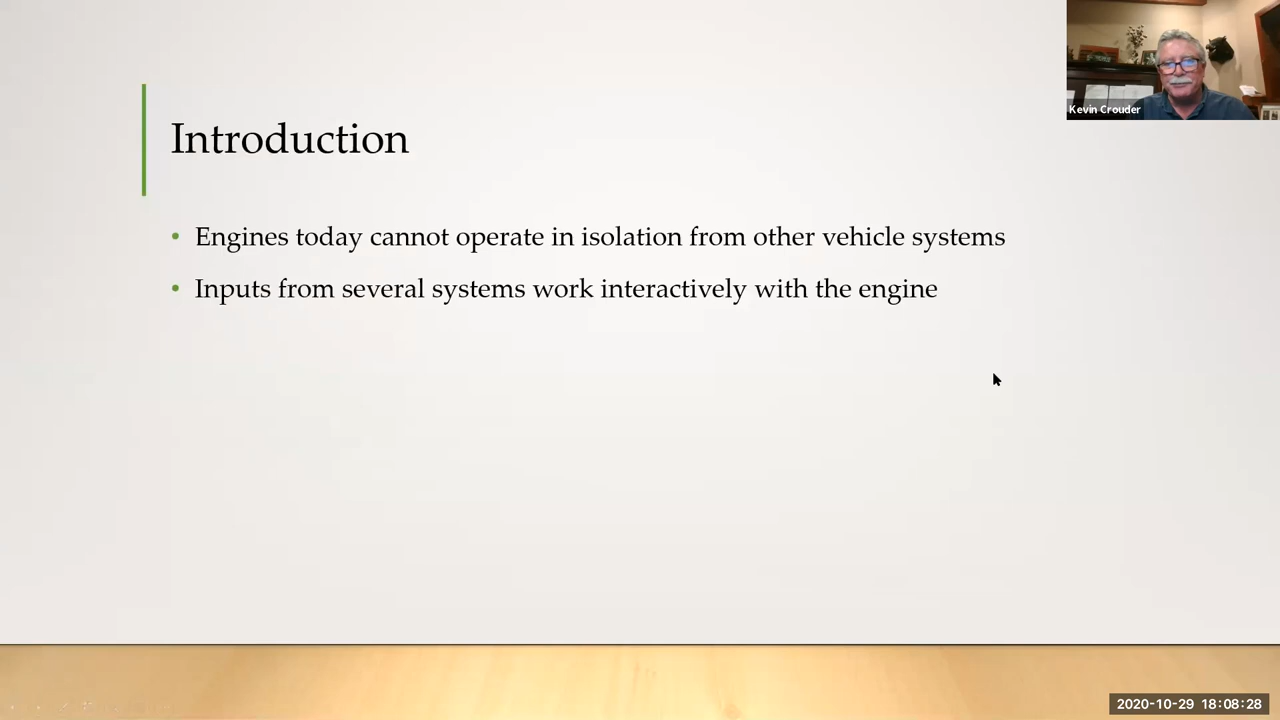 Introduction
• Engines today cannot operate in isolation from other vehicle systems
• Inputs from several systems work interactively with the engine
Kevin Crouder
2020-10-29 18:08:28